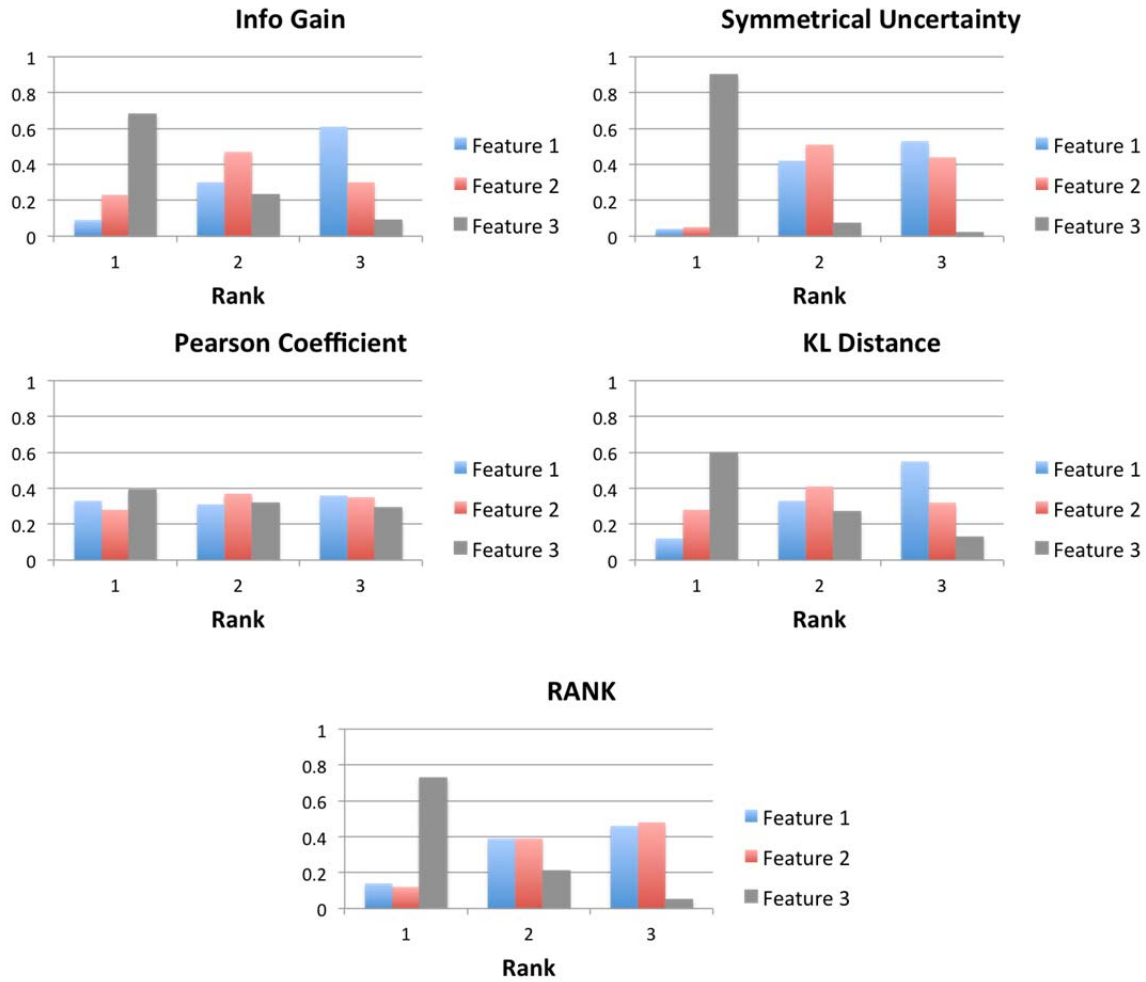 Info Gain
1
0.8
0.6
0.4
0.2
0
1 2 3
Rank
Feature 1
Feature 2
Feature 3
Symmetrical Uncertainty
1
0.8
0.6
0.4
0.2
0
1 2 3
Rank
Feature 1
Feature 2
Feature 3
Pearson Coefficient
1
0.8
0.6
0.4
0.2
0
1 2 3
Rank
Feature 1
Feature 2
Feature 3
KL Distance
1
0.8
0.6
0.4
0.2
0
1 2 3
Rank
Feature 1
Feature 2
Feature 3
RANK
1
0.8
0.6
0.4
0.2
0
1 2 3
Rank
Feature 1
Feature 2
Feature 3